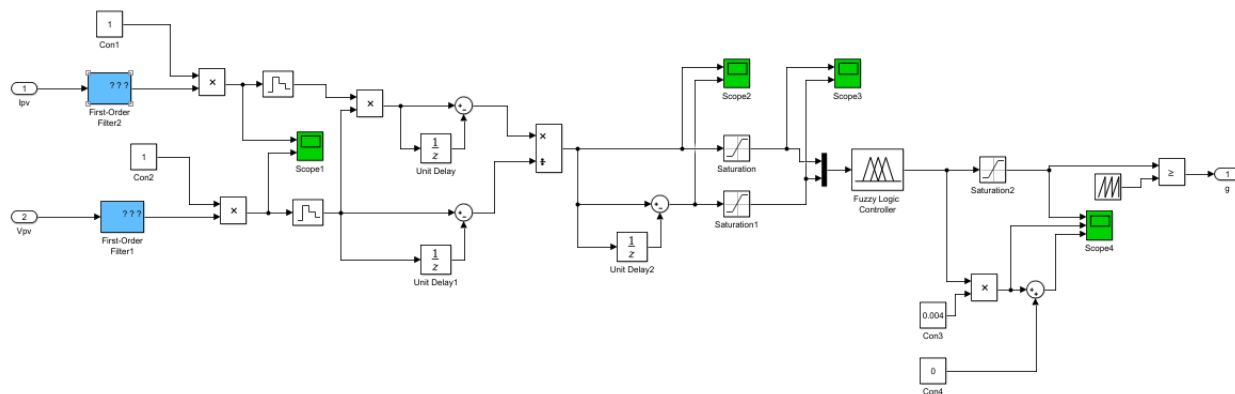 1
Con1
1
Ipv
? ? ?
First-Order
Filter2
×
1
Con2
Scope1
2
Vpv
? ? ?
First-Order
Filter1
×
×
+
-
1
z
Unit Delay
+
-
1
z
Unit Delay1
×
÷
+
-
1
z
Unit Delay2
Scope2
Scope3
Saturation
Saturation1
Fuzzy Logic
Controller
Saturation2
≥
1
g
Scope4
×
+
+
0.004
Con3
0
Con4